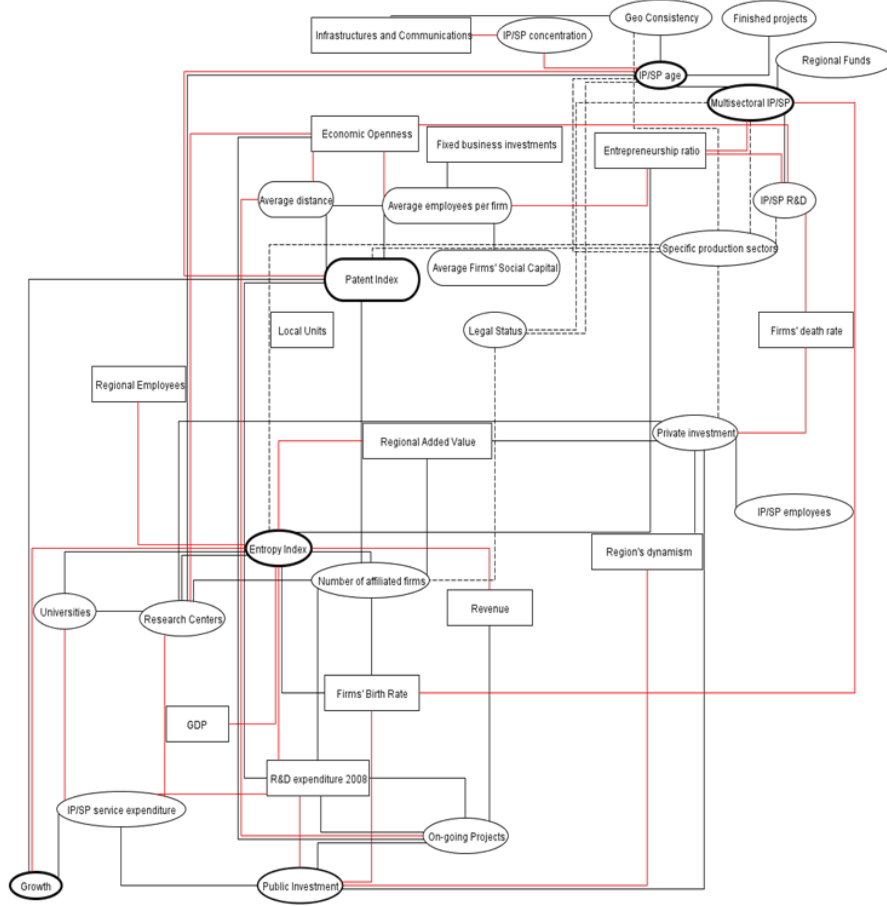 Geo Consistency
Finished projects
Infrastructures and Communications
IP/SP concentration
Regional Funds
IP/SP age
Multisectoral IP/SP
Economic Openness
Fixed business investments
Entrepreneurship ratio
Average distance
Average employees per firm
IP/SP R&D
Specific production sectors
Average Firms' Social Capital
Patent Index
Local Units
Legal Status
Firms' death rate
Regional Employees
Regional Added Value
Private investment
IP/SP employees
Entropy Index
Region's dynamism
Number of affiliated firms
Universities
Research Centers
Revenue
Firms' Birth Rate
GDP
R&D expenditure 2008
IP/SP service expenditure
On-going Projects
Growth
Public Investment